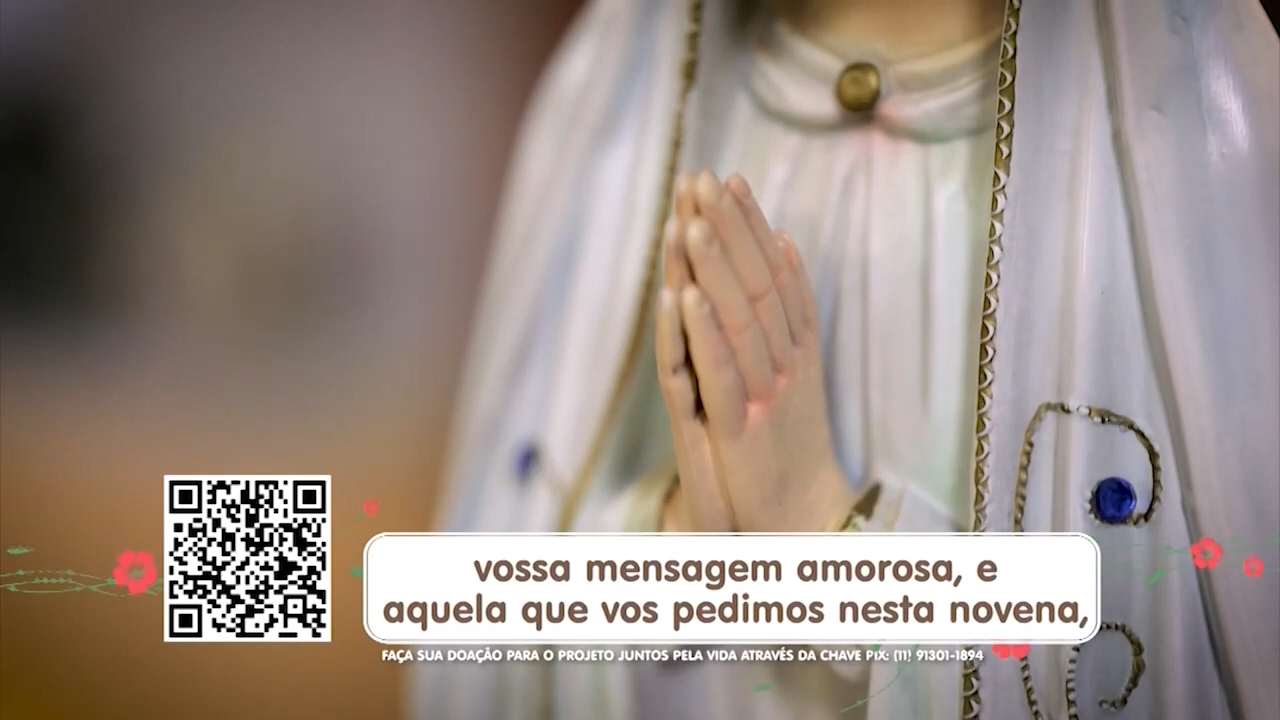 vossa mensagem amorosa, e
aquela que vos pedimos nesta novena,
FAÇA SUA DOAÇÃO PARA O PROJETO JUNTOS PELA VIDA ATRAVÉS DA CHAVE PIX: (11) 91301-1894